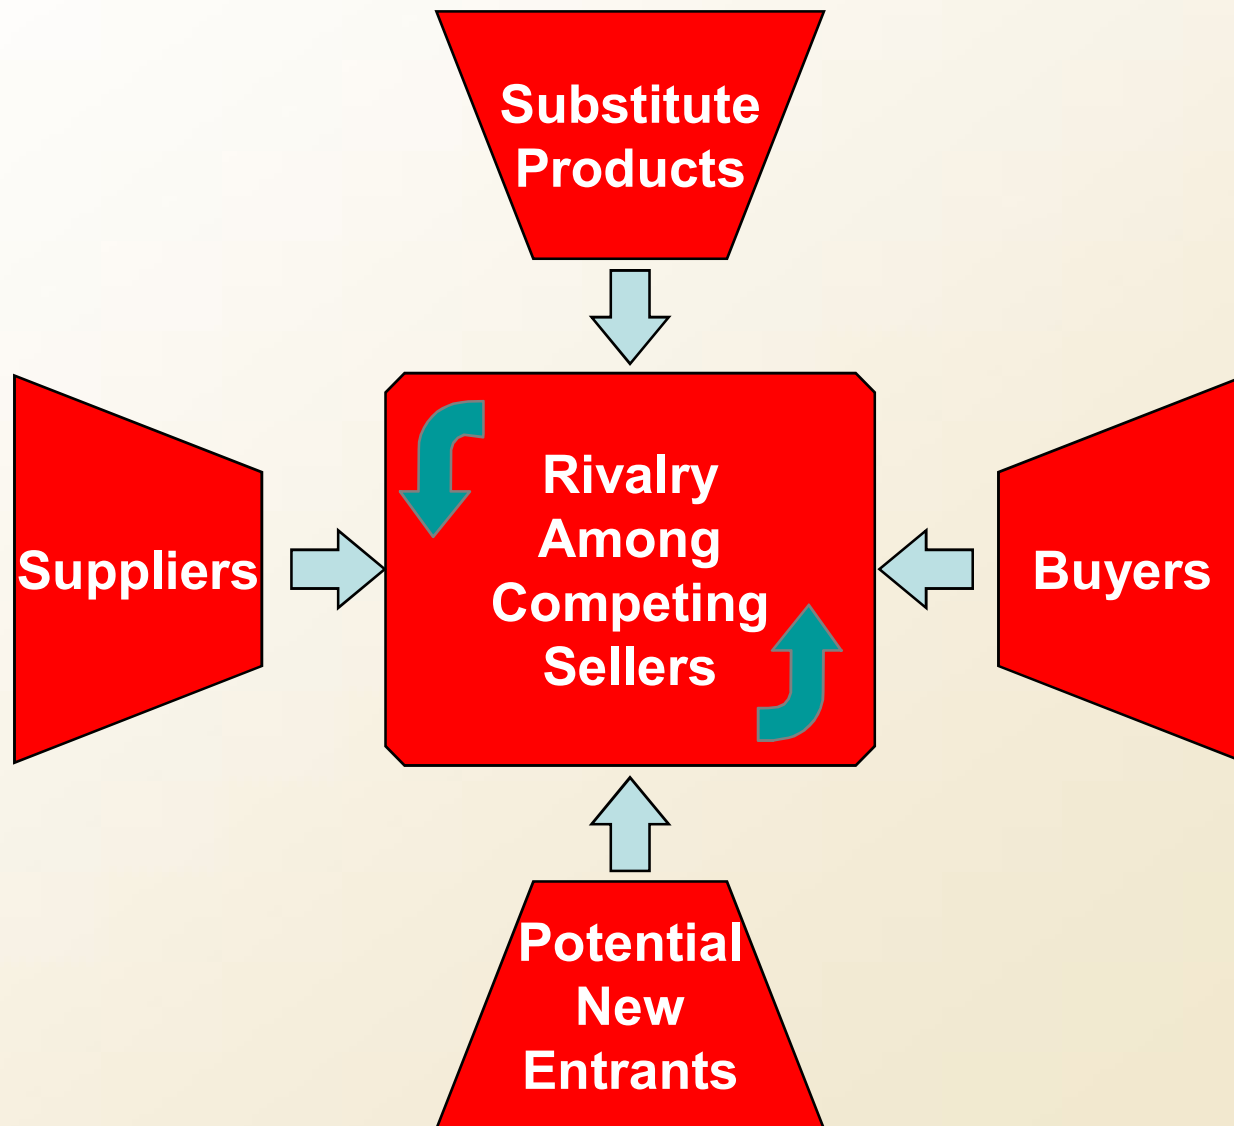 Substitute
Products
Suppliers
Rivalry
Among
Competing
Sellers
Buyers
Potential
New
Entrants